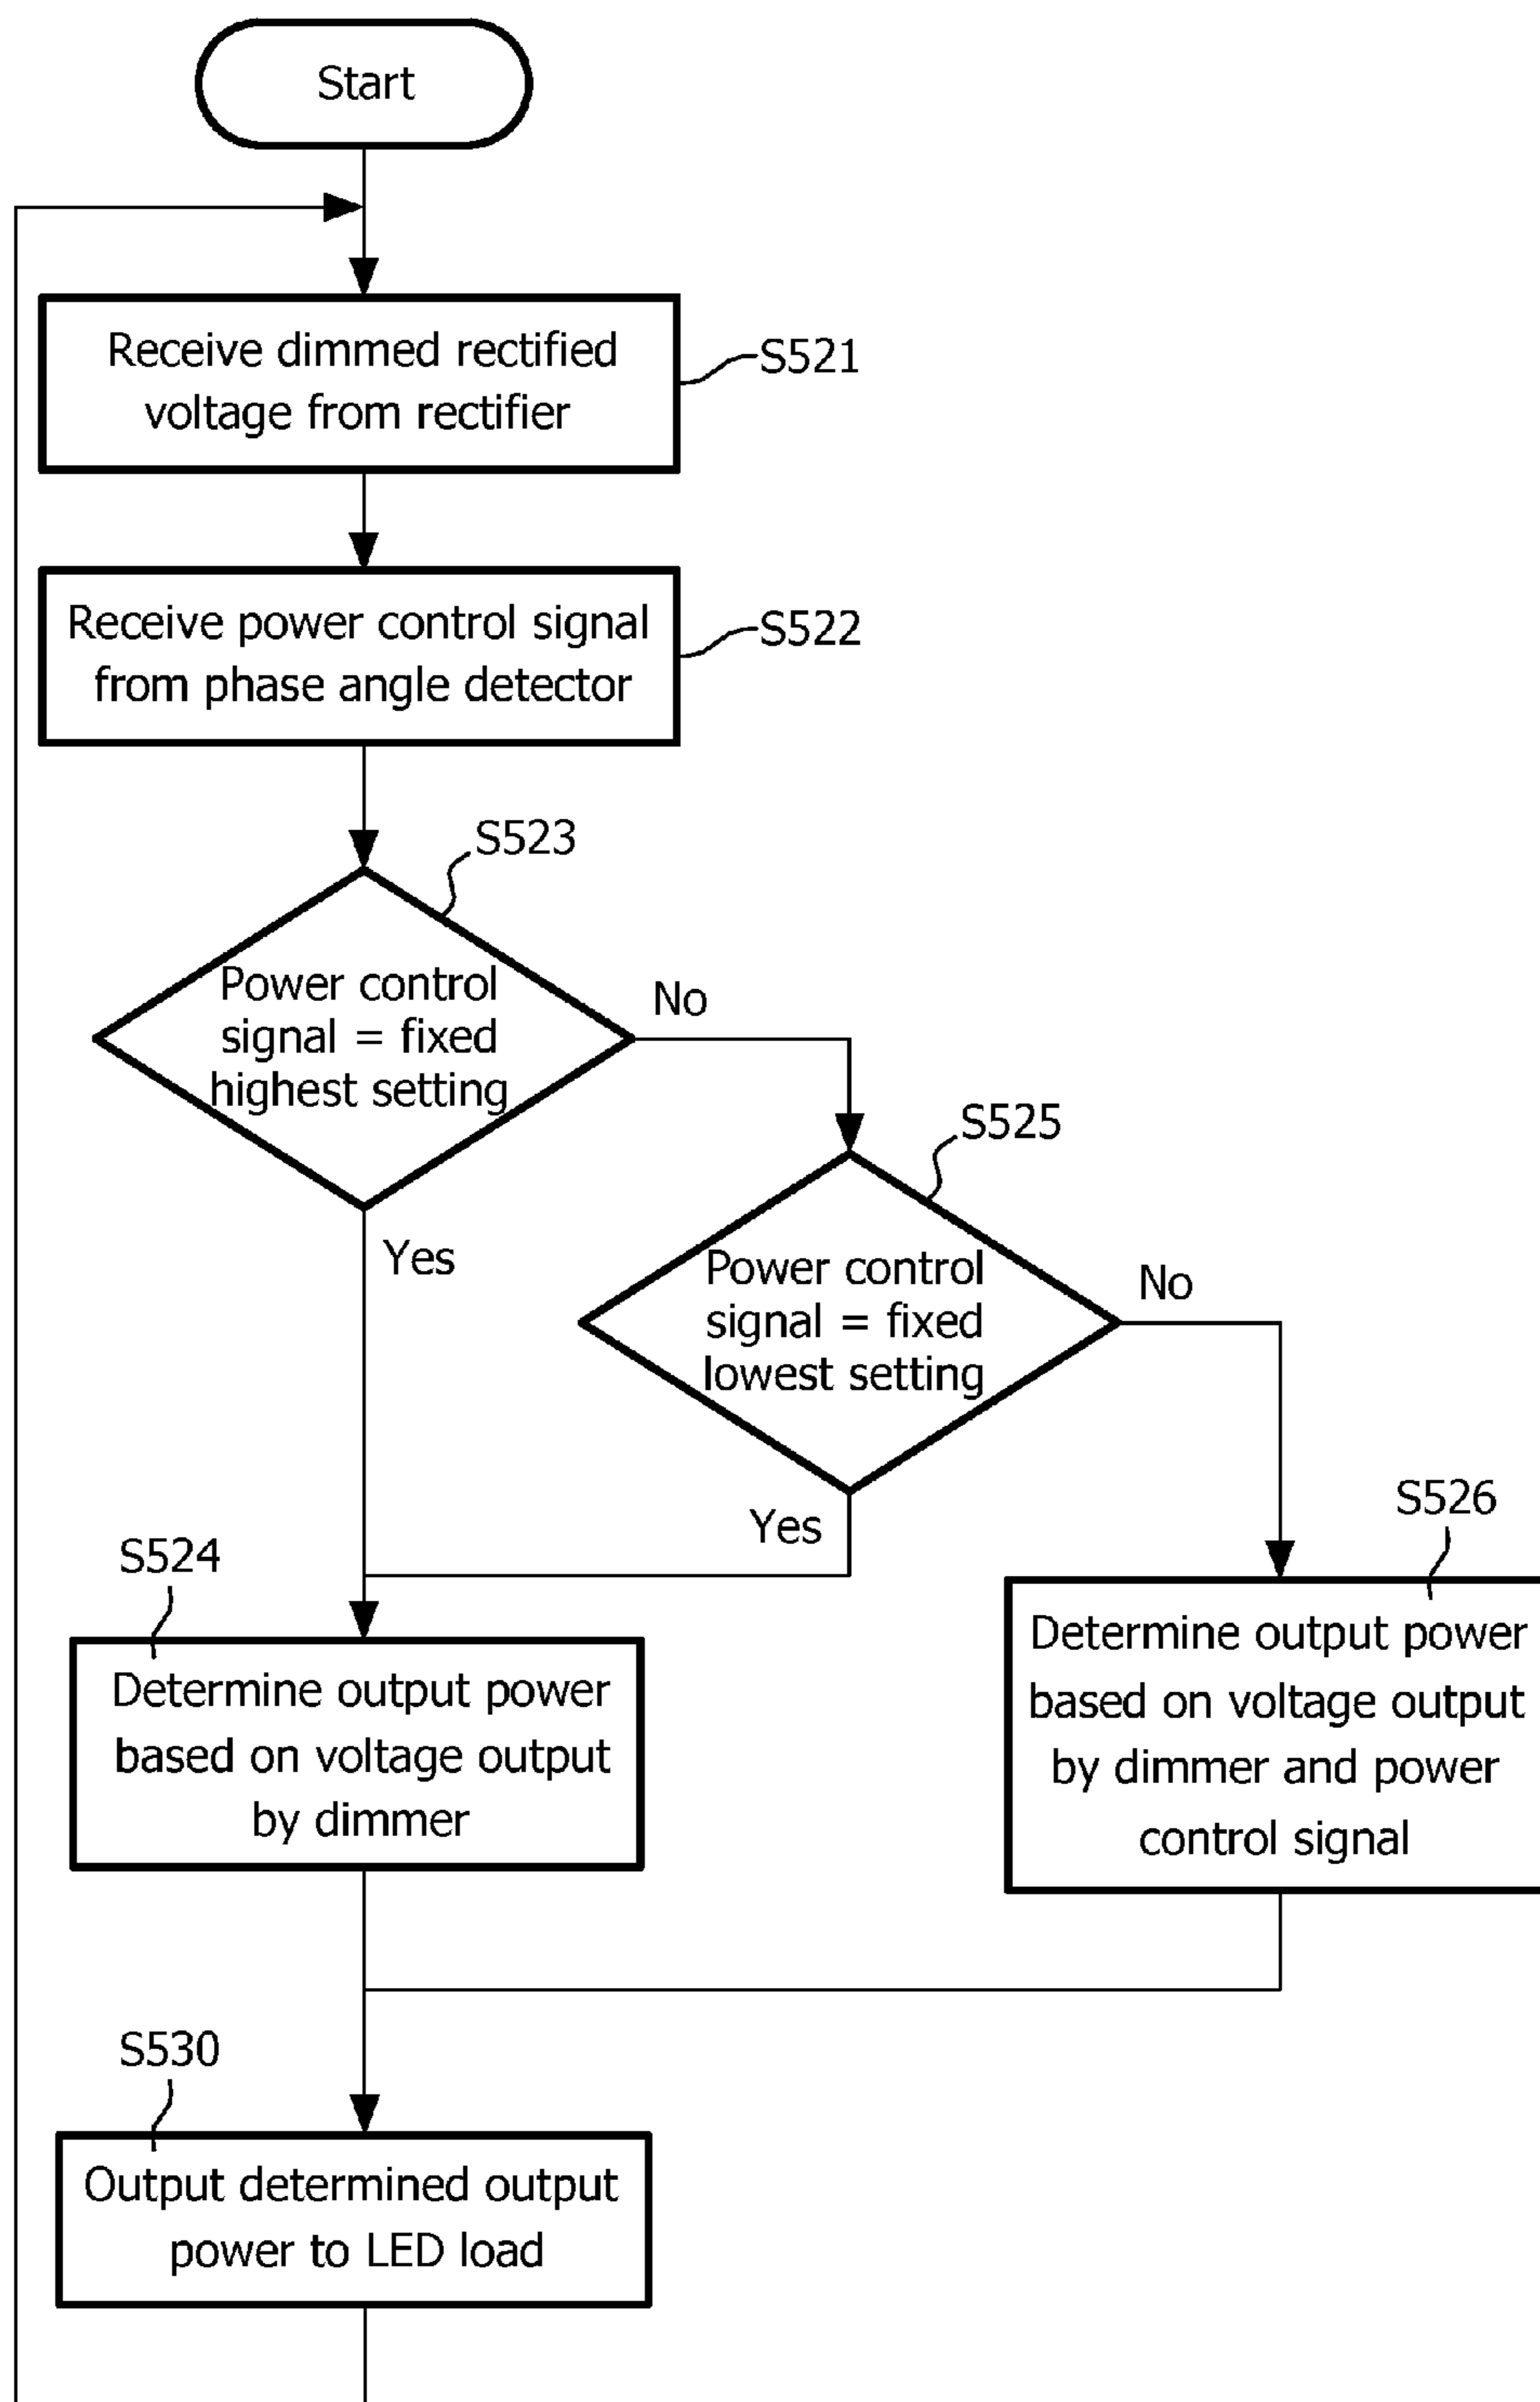 Start
Receive dimmed rectified
voltage from rectifier
S521
Receive power control signal
from phase angle detector
S522
S523
Power control
signal = fixed
highest setting
No
Yes
S525
Power control
signal = fixed
lowest setting
No
Yes
S524
Determine output power
based on voltage output
by dimmer
S526
Determine output power
based on voltage output
by dimmer and power
control signal
S530
Output determined output
power to LED load